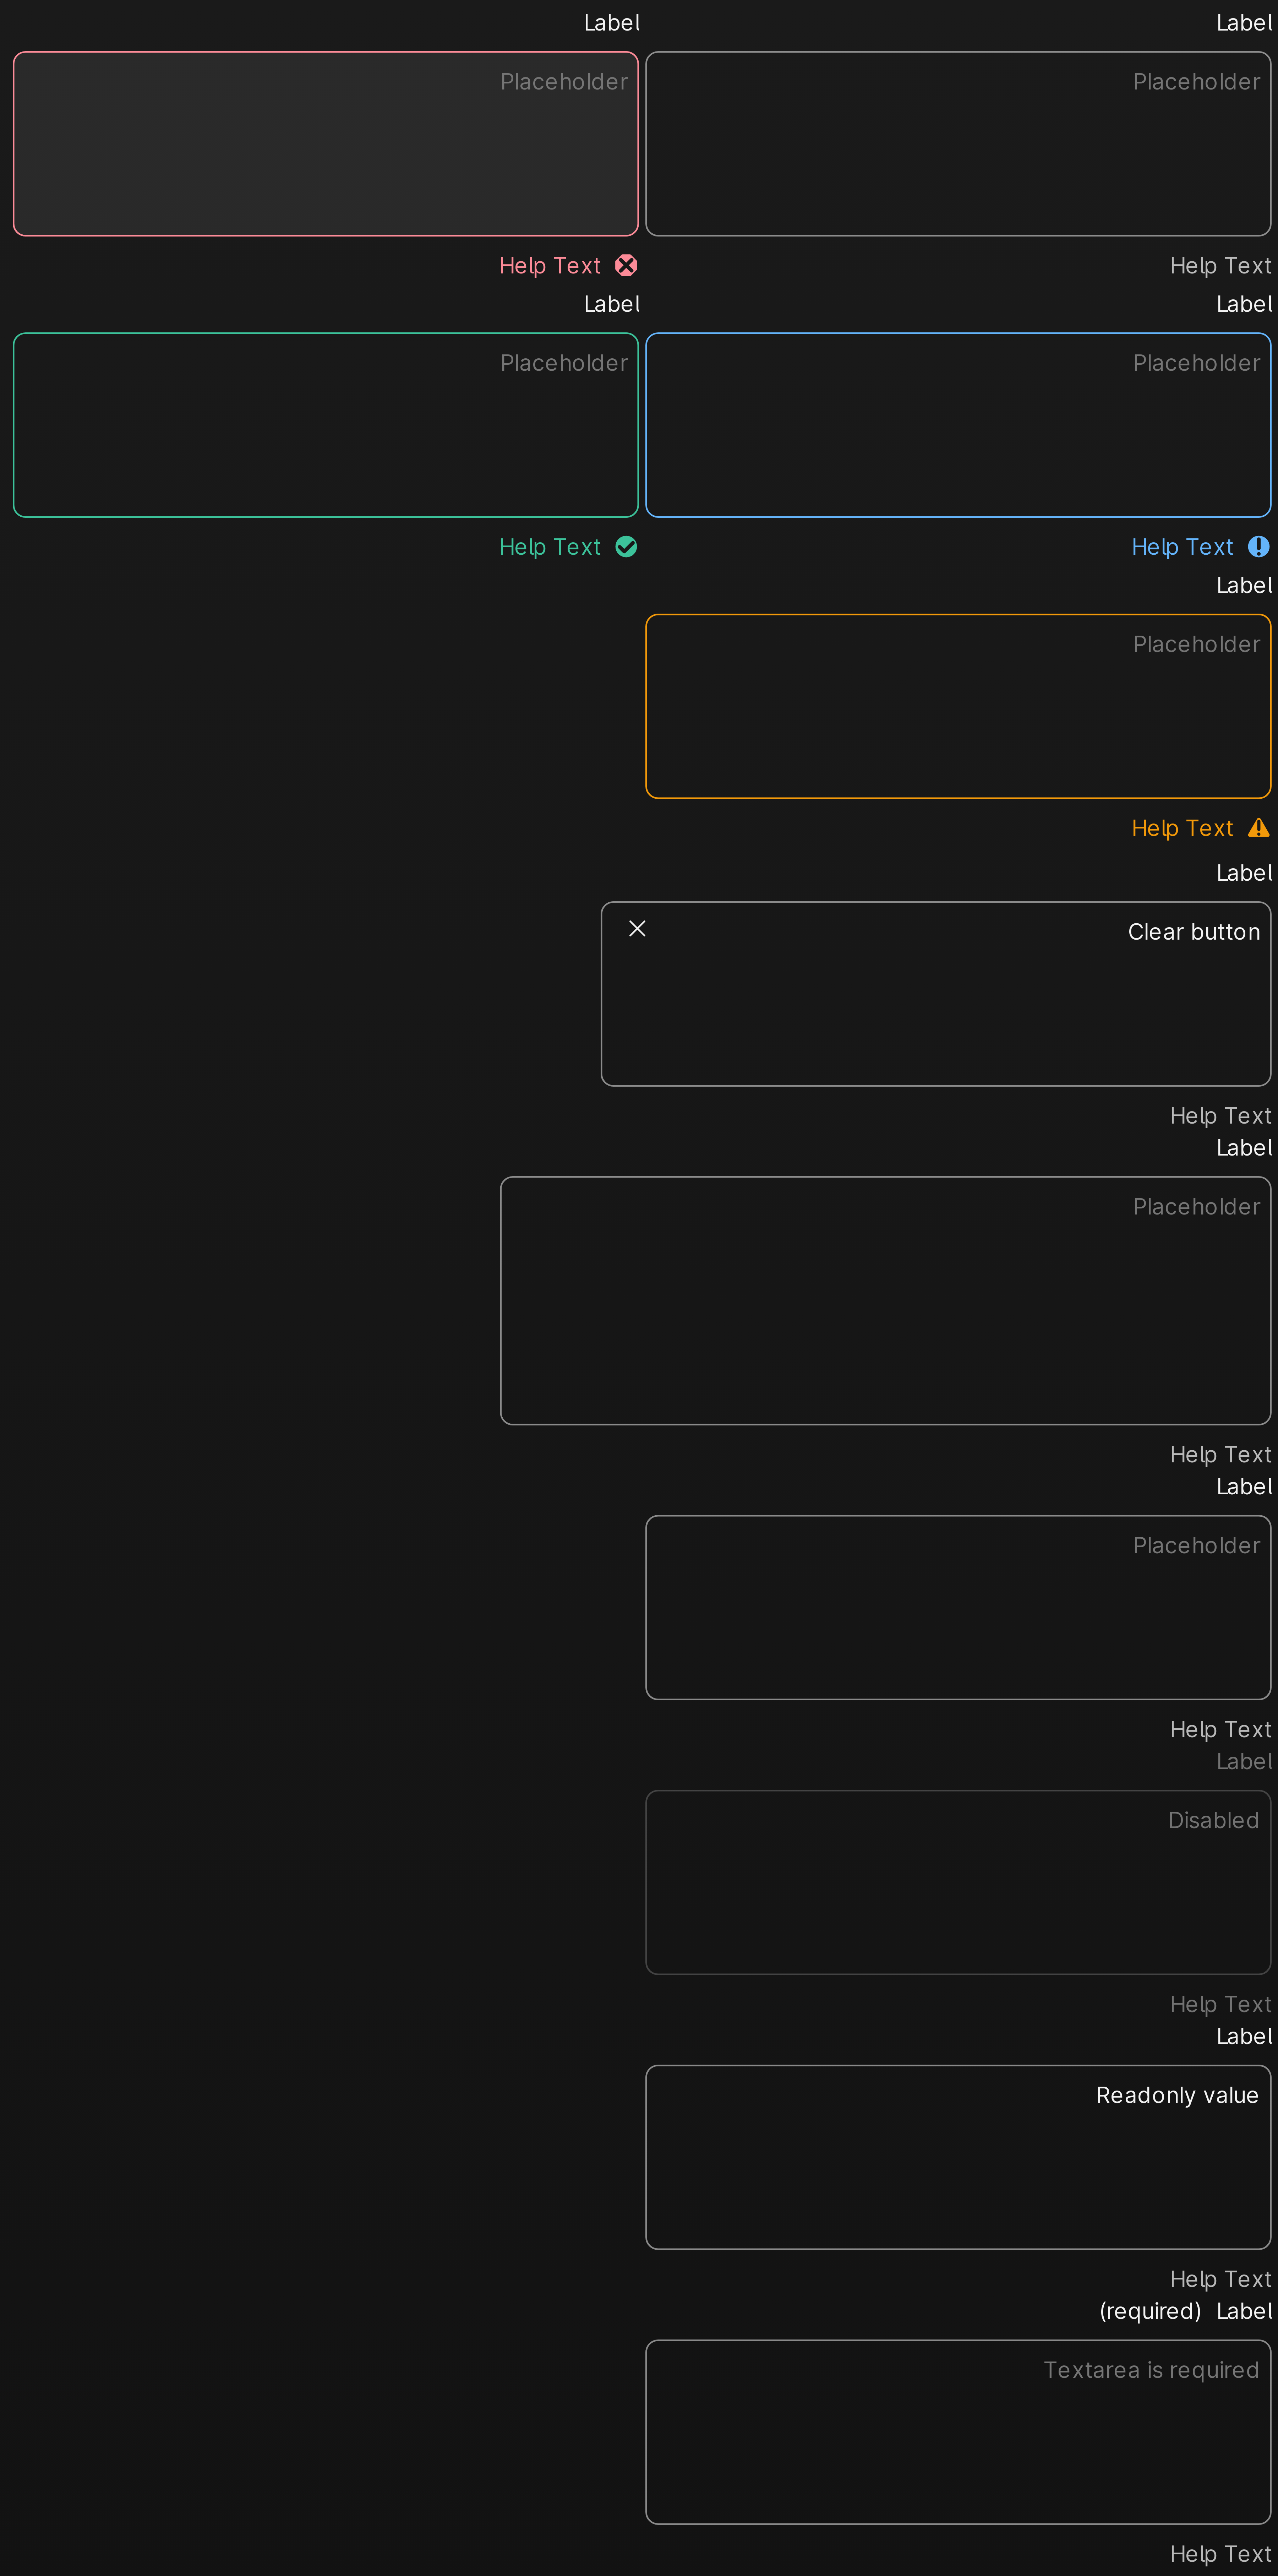 Label
Placeholder
Help Text
Label
Placeholder
Help Text
Label
Placeholder
Help Text
Label
Placeholder
Help Text
Label
Placeholder
Help Text
Label
Clear button
Help Text
Label
Placeholder
Help Text
Label
Placeholder
Help Text
Label
Disabled
Help Text
Label
Readonly value
Help Text
(required) Label
Textarea is required
Help Text